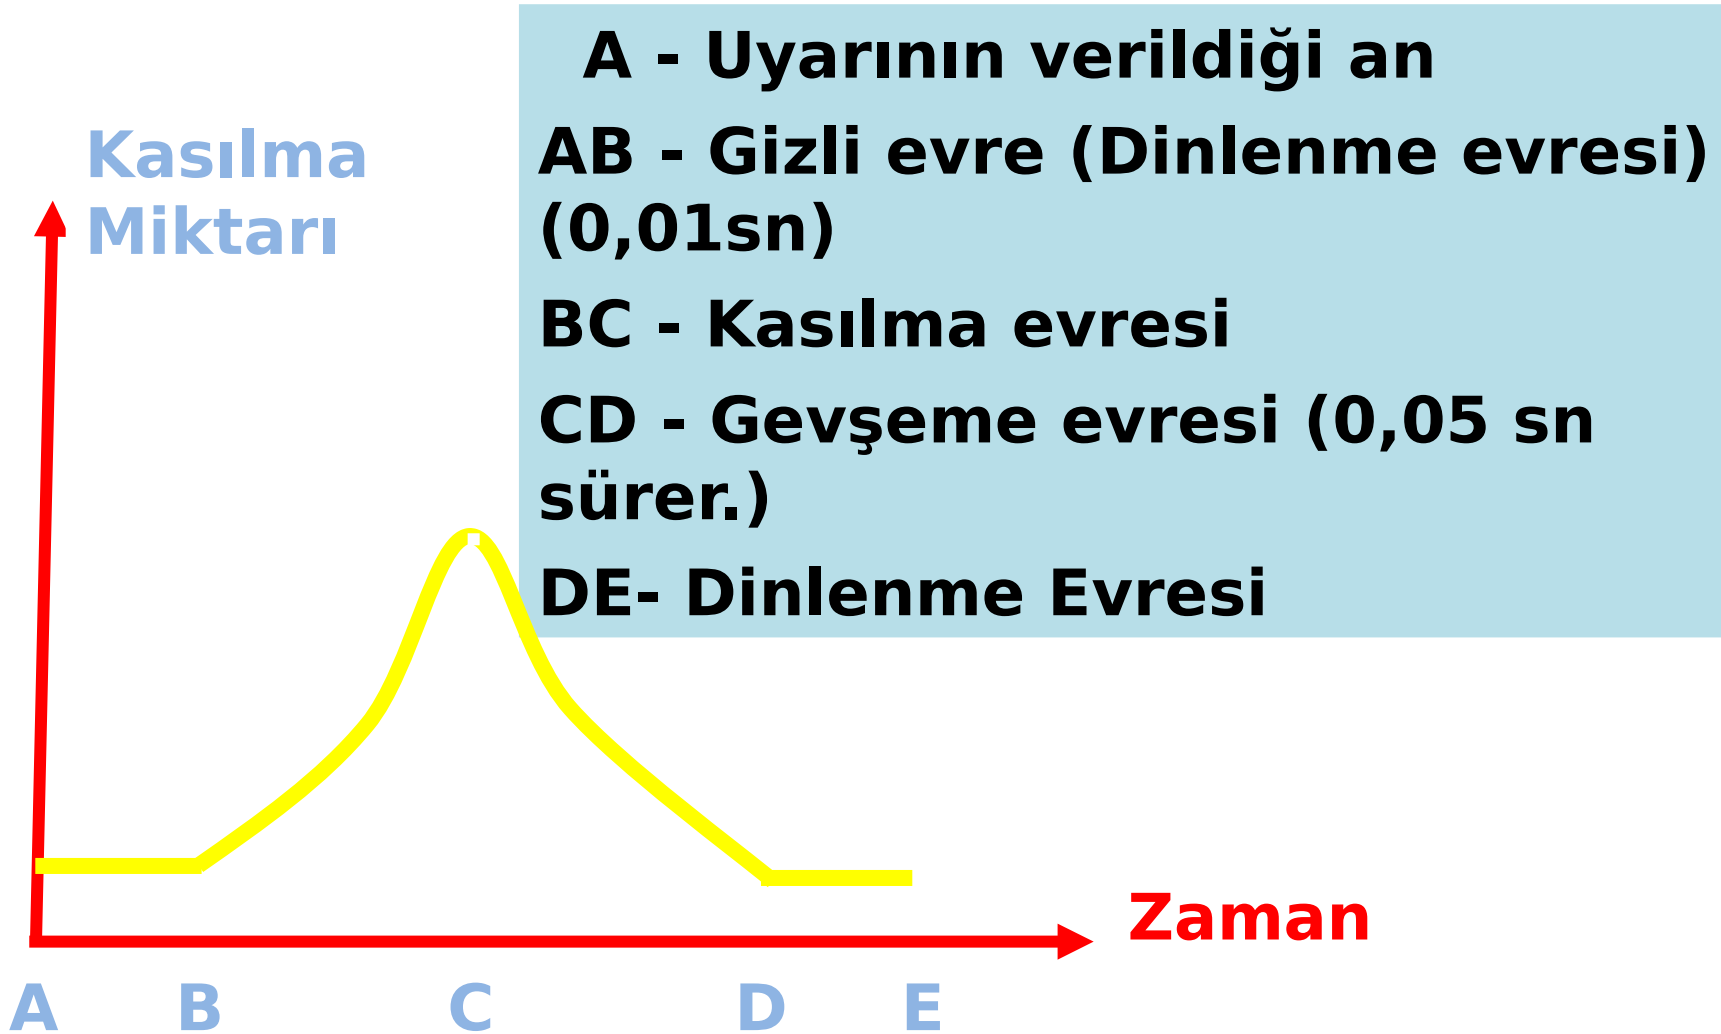 A - Uyarının verildiği an
AB - Gizli evre (Dinlenme evresi)
(0,01sn)
BC - Kasılma evresi
CD - Gevşeme evresi (0,05 sn
sürer.)
DE- Dinlenme Evresi
Kasılma
Miktarı
Zaman
A B C D E